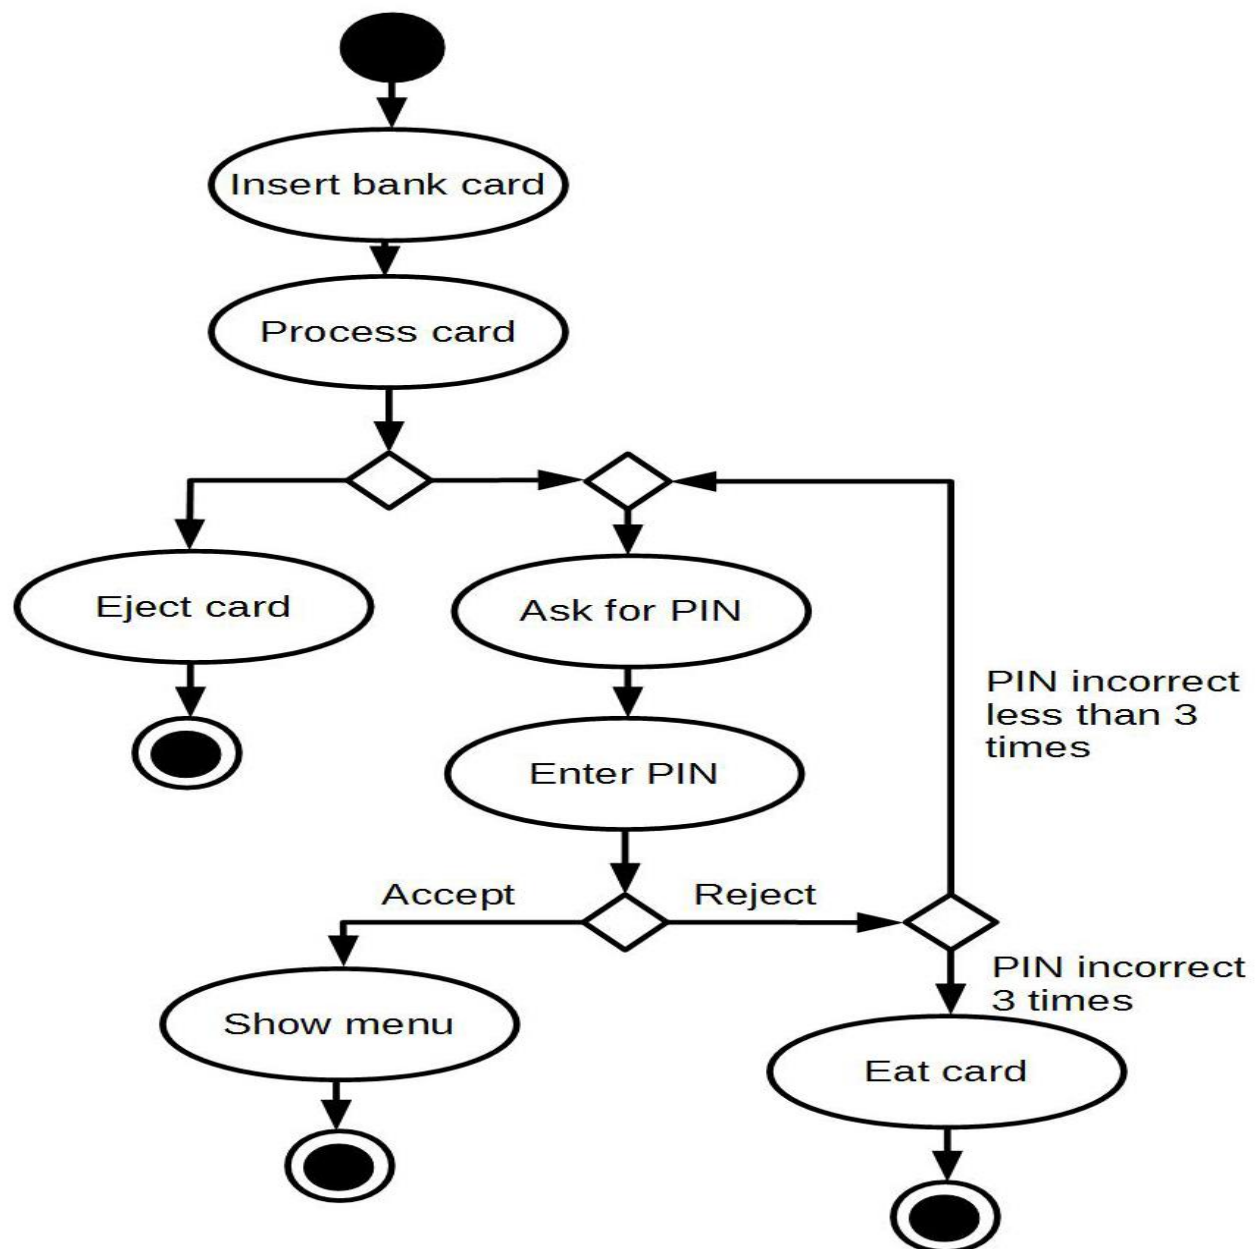 Insert bank card
Process card
Eject card
Ask for PIN
PIN incorrect
less than 3
times
Enter PIN
Accept
Reject
PIN incorrect
3 times
Show menu
Eat card